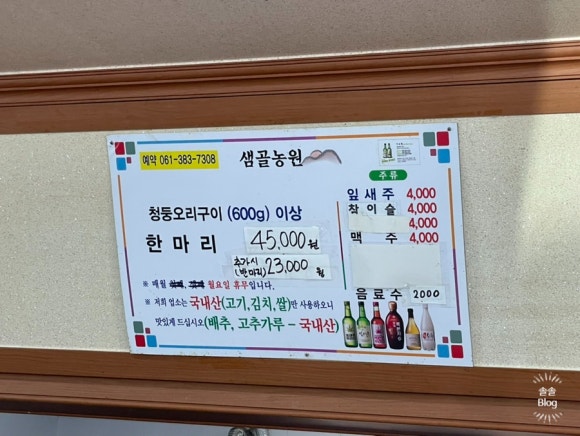 예약 061-383-7308
샘골농원
청둥오리구이 (600g) 이상
한마리 45,000원
추가시
(반마리) 23,000원
※ 매월 월요일 휴무입니다.
※ 저희 업소는 국내산(고기,김치,쌀)만 사용하오니
맛있게 드십시오(배추, 고추가루 - 국내산)
주류
잎새주 4,000
참이슬 4,000
4,000
맥주 4,000
음료수 2000
솔솔
Blog